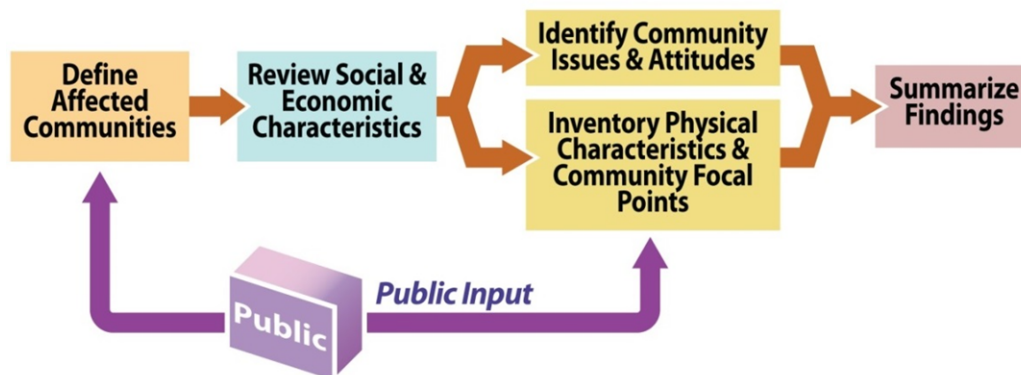 Define
Affected
Communities
Review Social &
Economic
Characteristics
Identify Community
Issues & Attitudes
Inventory Physical
Characteristics &
Community Focal
Points
Summarize
Findings
Public Input
Public